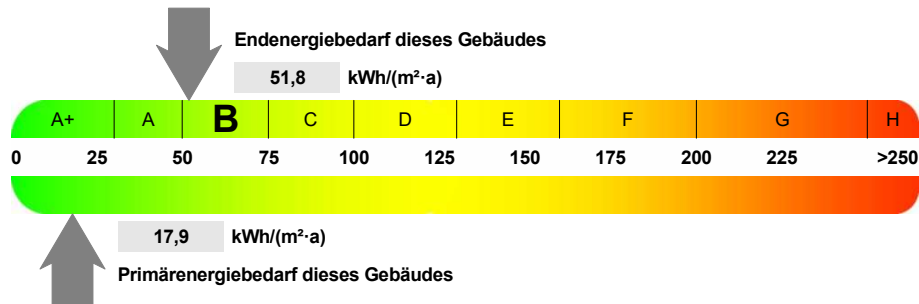 Endenergiebedarf dieses Gebäudes
51,8 kWh/(m²·a)
A+ A B C D E F G H
0 25 50 75 100 125 150 175 200 225 >250
17,9 kWh/(m²·a)
Primärenergiebedarf dieses Gebäudes